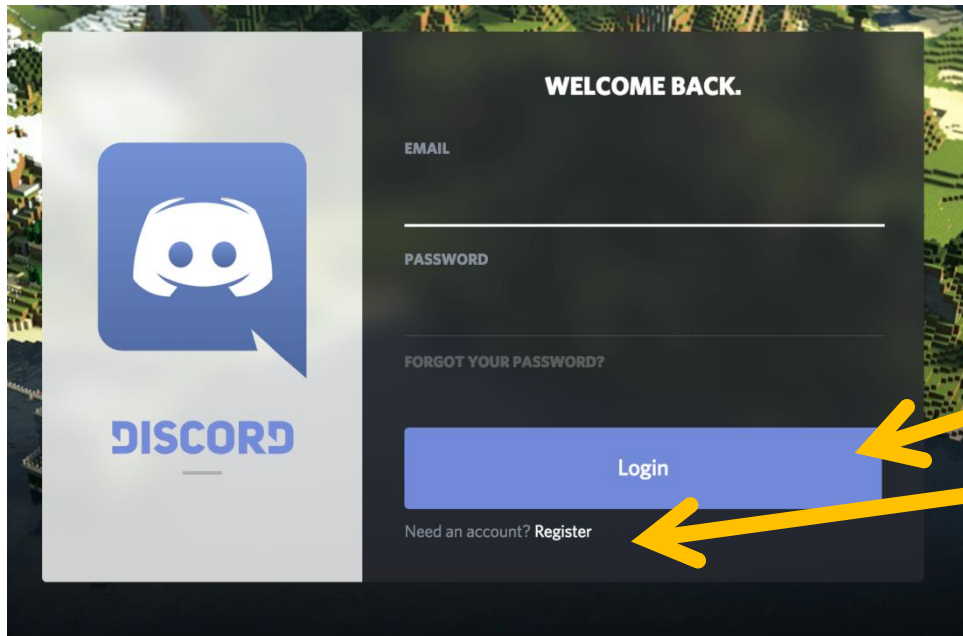 DISCORD
WELCOME BACK.
EMAIL
PASSWORD
FORGOT YOUR PASSWORD?
Login
Need an account? Register